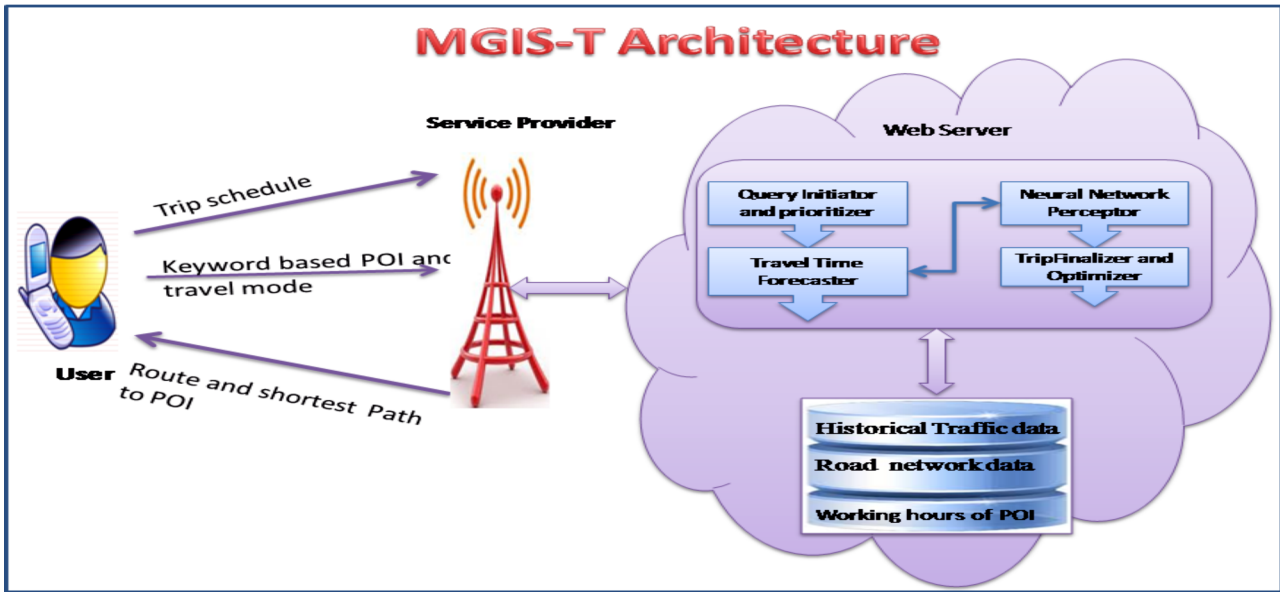 MGIS-T Architecture
Service Provider
Web Server
Trip schedule
Keyword based POI and
travel mode
User
Route and shortest Path
to POI
Query Initiator
and prioritizer
Travel Time
Forecaster
Neural Network
Perceptor
TripFinalizer and
Optimizer
Historical Traffic data
Road network data
Working hours of POI